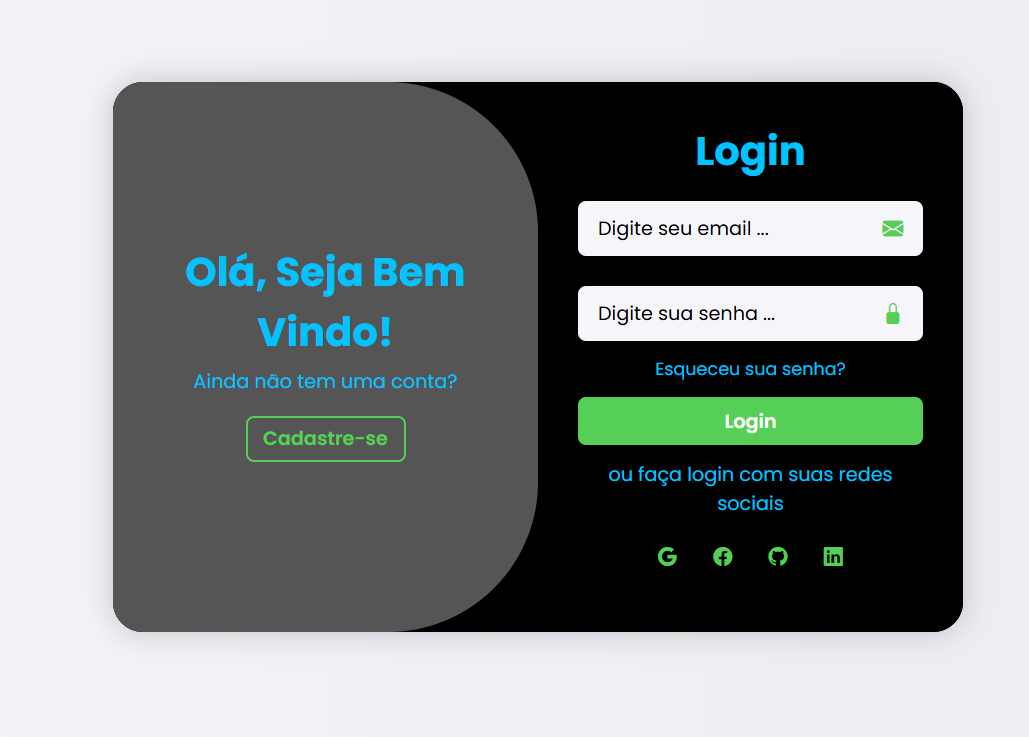 Olá, Seja Bem
Vindo!
Ainda não tem uma conta?
Cadastre-se
Login
Digite seu email ...
Digite sua senha ...
Esqueceu sua senha?
Login
ou faça login com suas redes
sociais